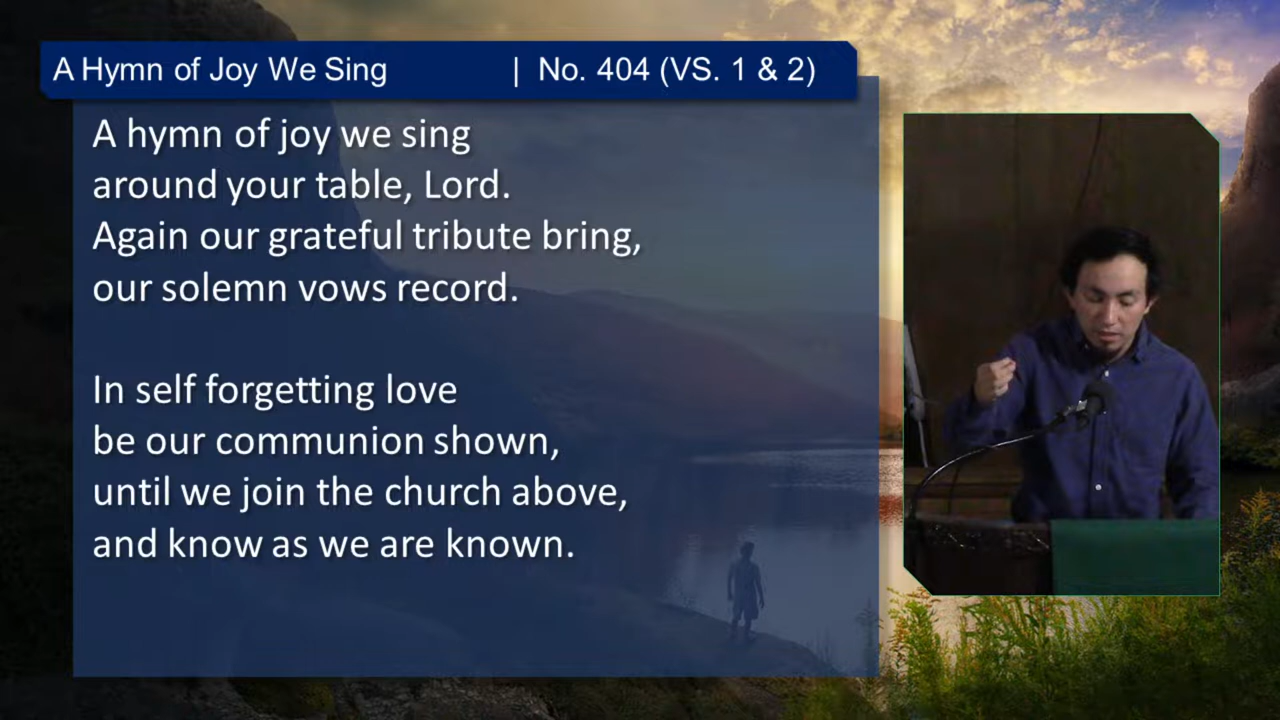 A Hymn of Joy We Sing | No. 404 (VS. 1 & 2)
A hymn of joy we sing
around your table, Lord.
Again our grateful tribute bring,
our solemn vows record.
In self forgetting love
be our communion shown,
until we join the church above,
and know as we are known.